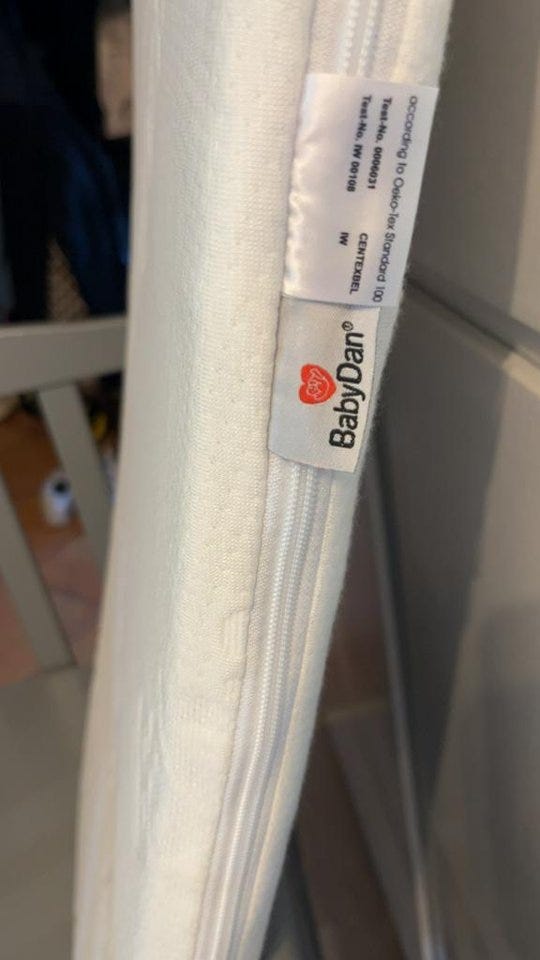 according to Oeko-Tex Standard 100
Test-No. 0006031 CENTEXBEL
Test-No. IW 00108 IW
BabyDan®